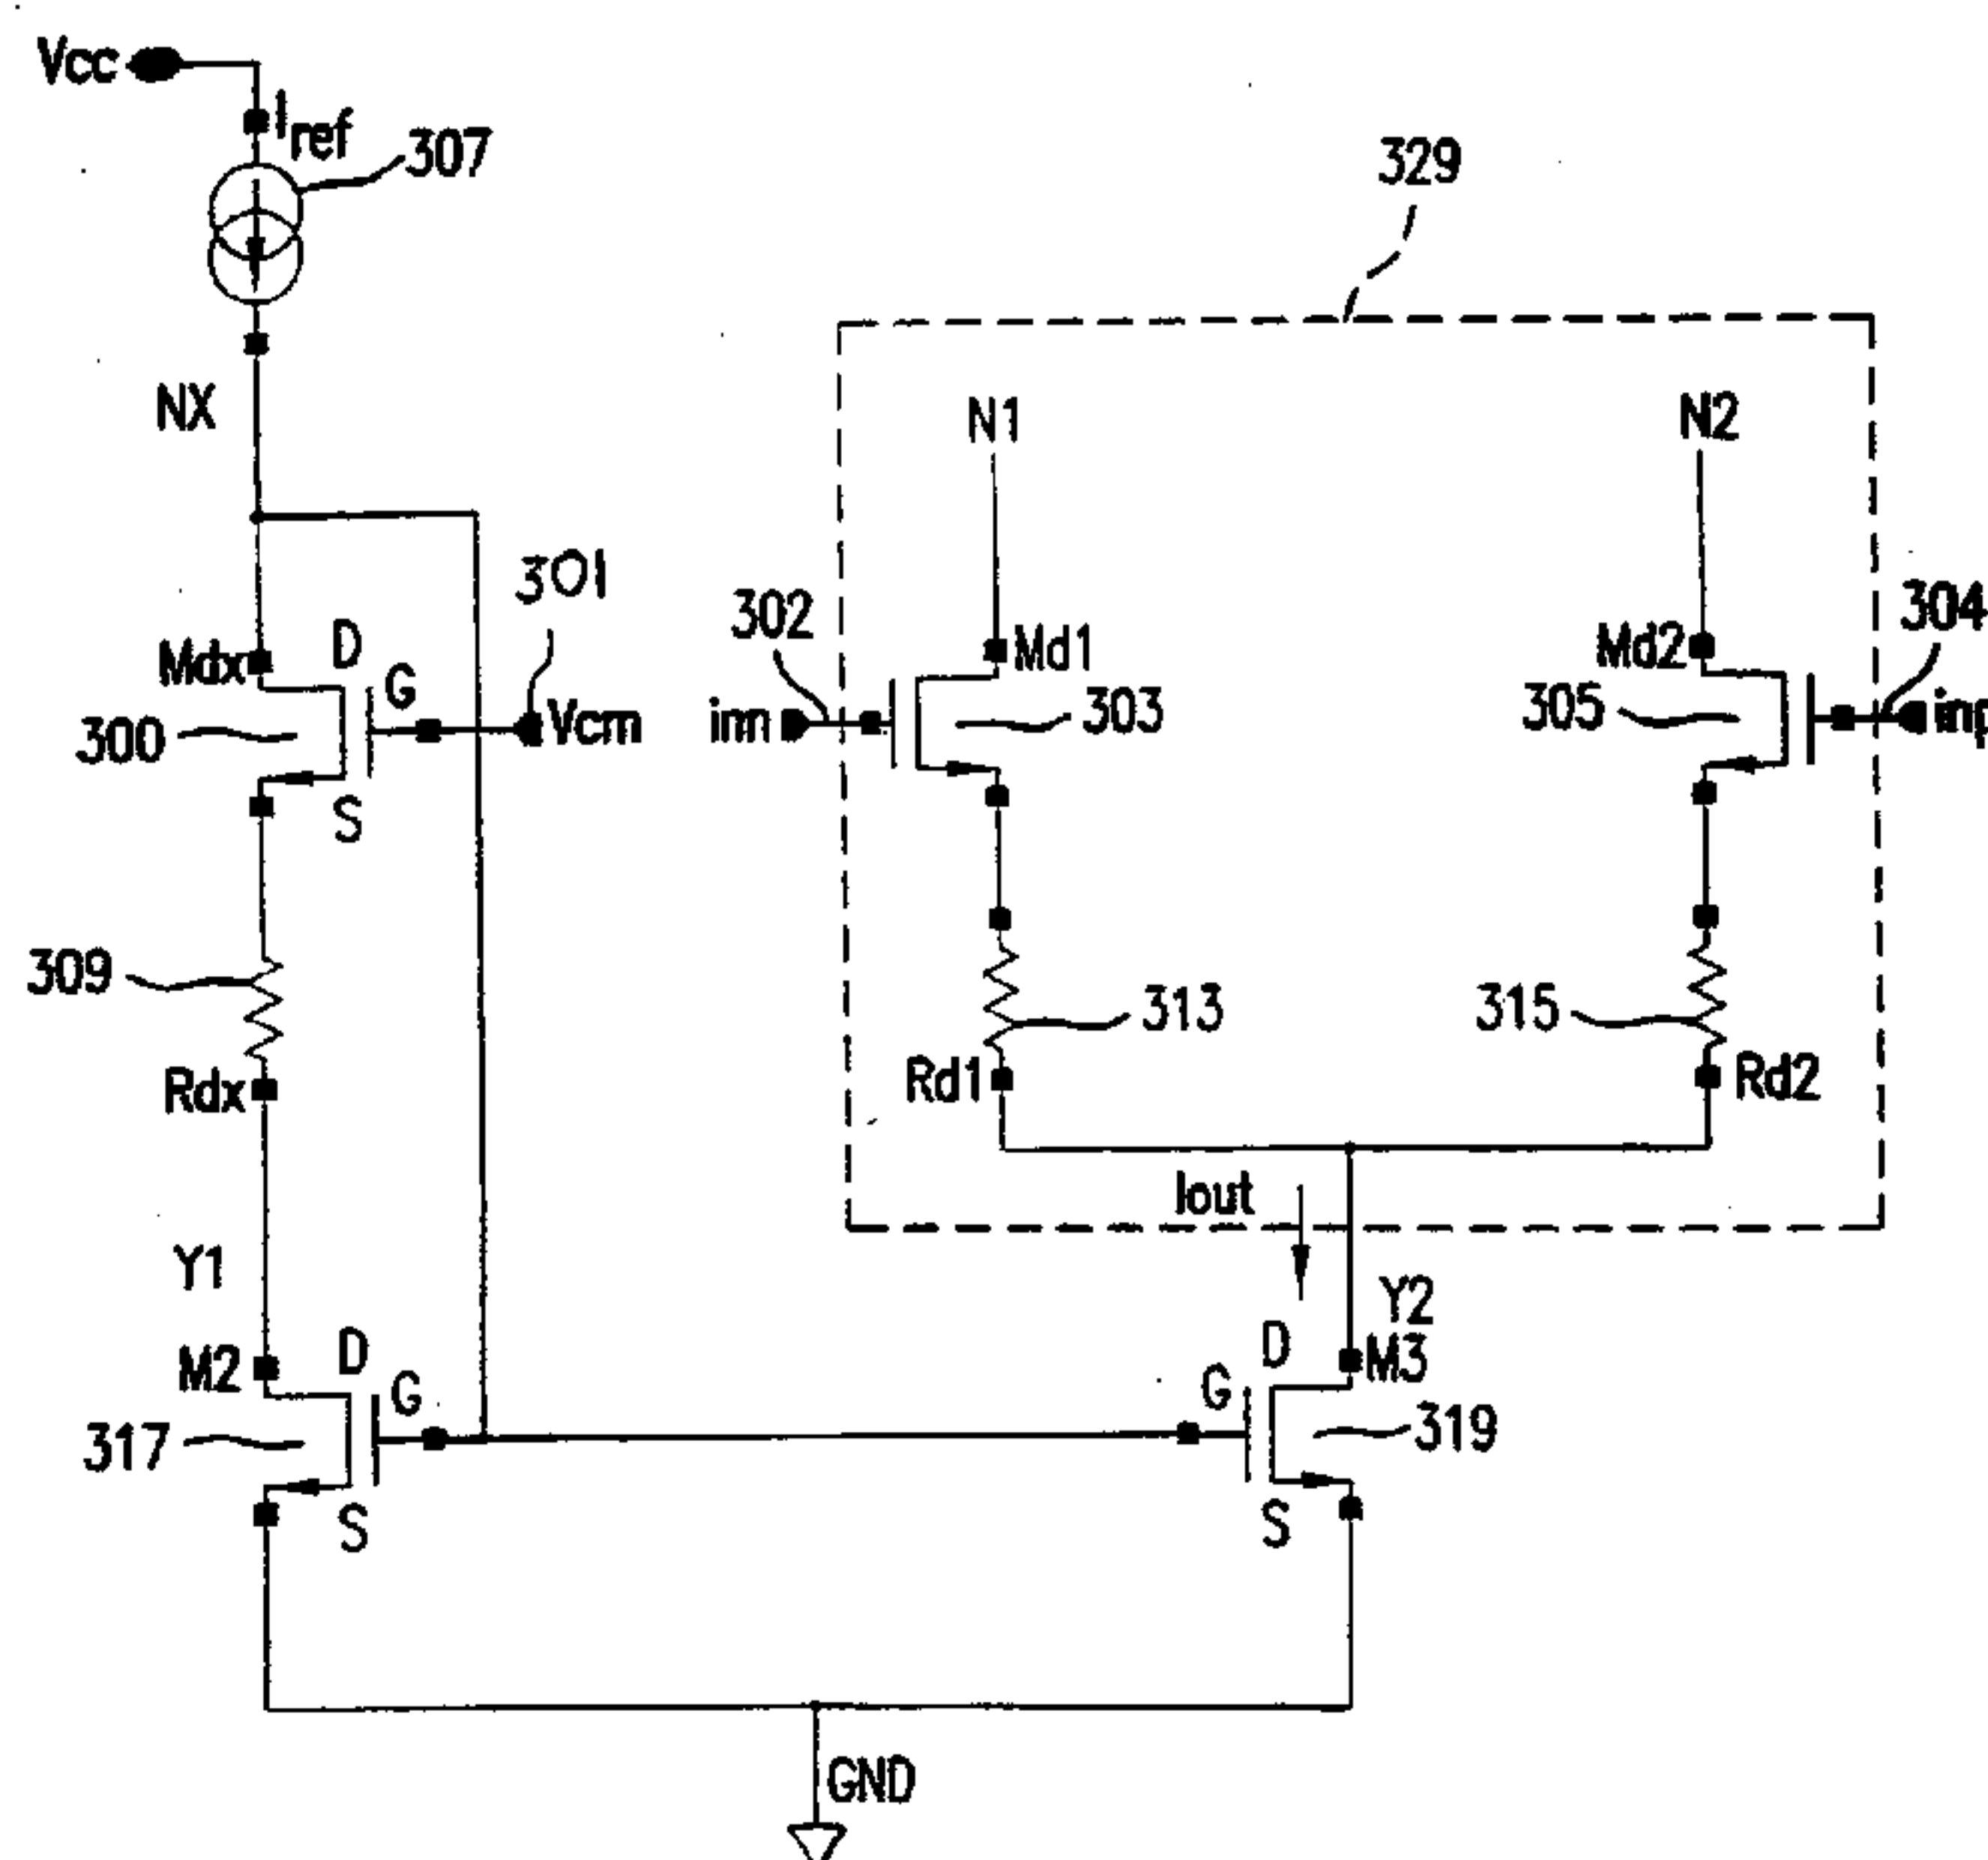 Vcc
Iref
307
329
NX
N1
N2
301
302
304
Mdx
D
G
Md1
Md2
300
Vcm
inn
303
305
inp
S
309
313
315
Rdx
Rd1
Rd2
Iout
Y1
Y2
M2
D
G
D
G
M3
317
319
S
S
GND